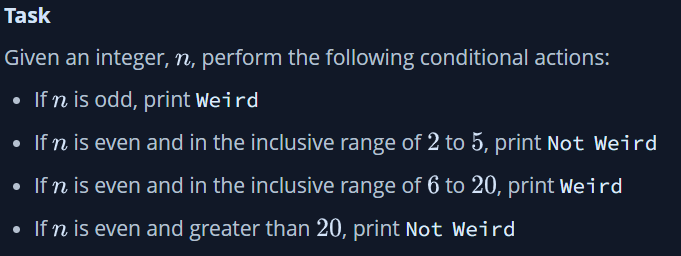 Task
Given an integer, n, perform the following conditional actions:
• If n is odd, print Weird
• If n is even and in the inclusive range of 2 to 5, print Not Weird
• If n is even and in the inclusive range of 6 to 20, print Weird
• If n is even and greater than 20, print Not Weird